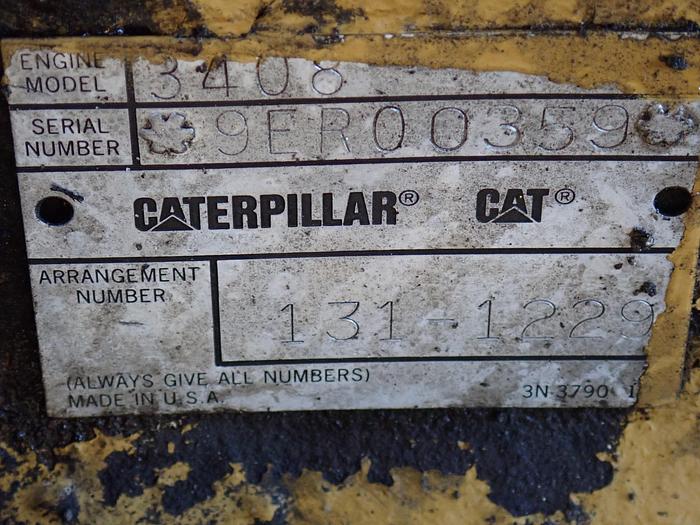 ENGINE
MODEL
3408
SERIAL
NUMBER
*9ER00359*
CATERPILLAR® CAT®
ARRANGEMENT
NUMBER
131-1229
(ALWAYS GIVE ALL NUMBERS)
MADE IN U.S.A.
3N-3790 1